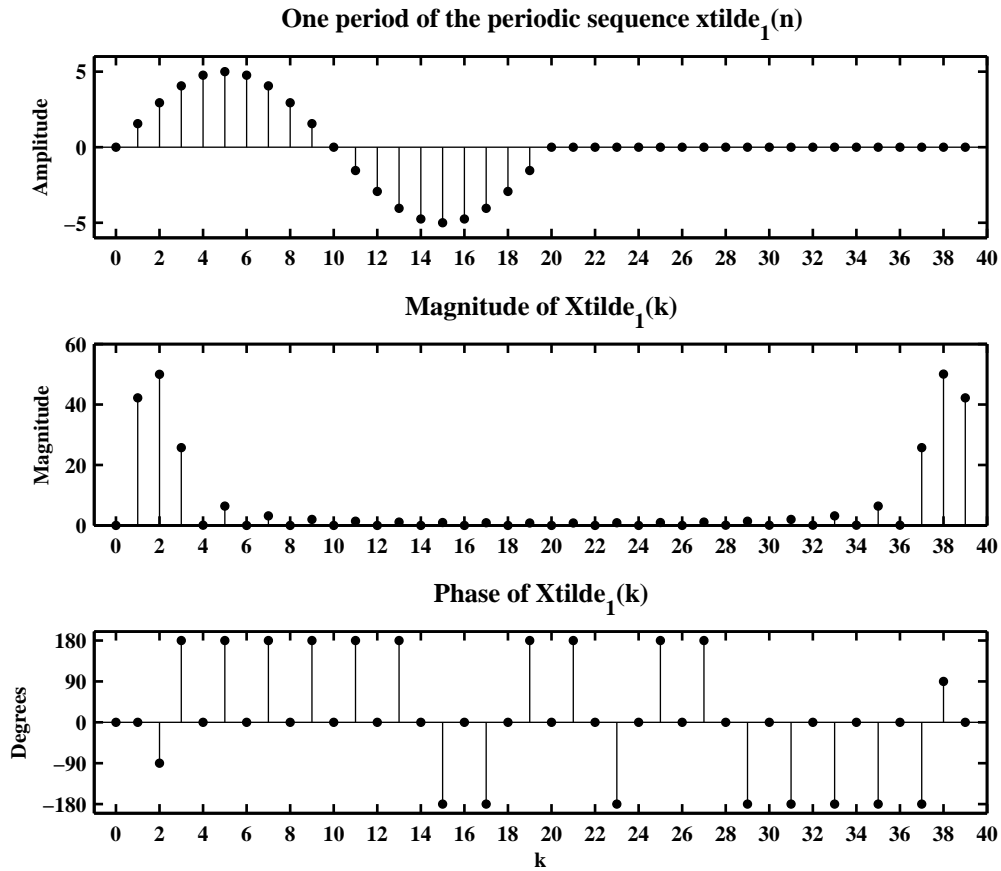 One period of the periodic sequence xtilde1(n)
Amplitude
5
0
−5
0 2 4 6 8 10 12 14 16 18 20 22 24 26 28 30 32 34 36 38 40
Magnitude of Xtilde1(k)
Magnitude
60
40
20
0
0 2 4 6 8 10 12 14 16 18 20 22 24 26 28 30 32 34 36 38 40
Phase of Xtilde1(k)
Degrees
180
90
0
−90
−180
0 2 4 6 8 10 12 14 16 18 20 22 24 26 28 30 32 34 36 38 40
k